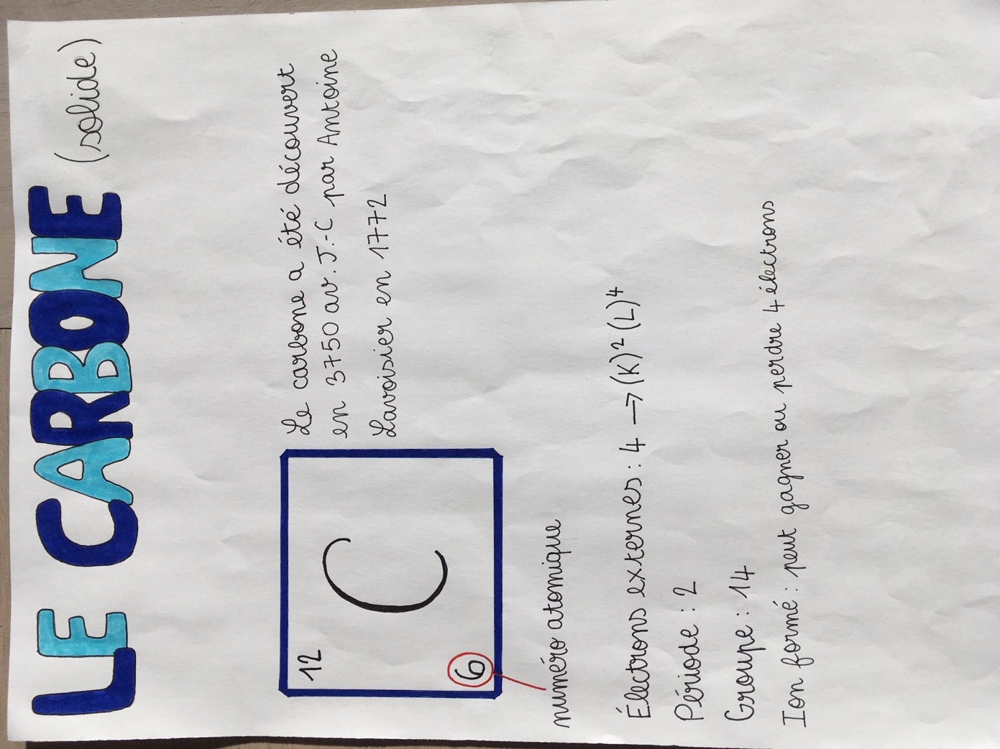 LE CARBONE (solide)
Le carbone a été découvert
en 3750 av. J.-C par Antoine
Lavoisier en 1772
12
C
6
numéro atomique
Électrons externes : 4 → (K)² (L)⁴
Période : 2
Groupe : 14
Ion formé : peut gagner ou perdre 4 électrons